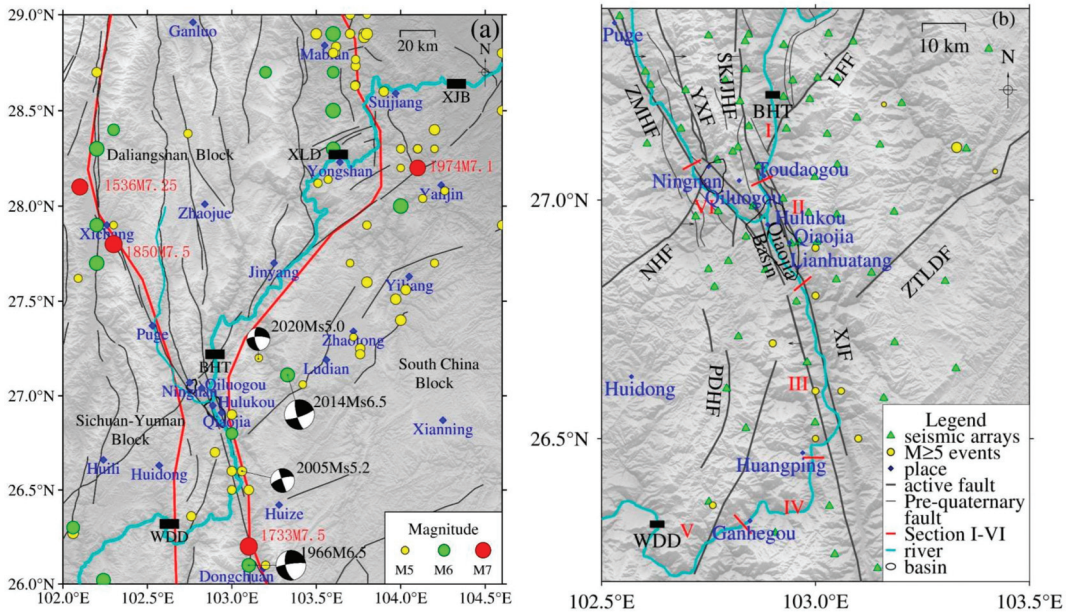 29.0°N
28.5°N
28.0°N
27.5°N
27.0°N
26.5°N
26.0°N
102.0°E
102.5°E
103.0°E
103.5°E
104.0°E
104.5°E
(a)
20 km
N
Ganluo
Mabian
Suijiang
XJB
XLD
Yongshan
Daliangshan Block
1974M7.1
Yanjin
1536M7.25
Zhaojue
Xichang
1850M7.5
Jinyang
Yiliang
Puge
2020Ms5.0
Zhaotong
BHT
Ludian
South China
Block
Ningnan
Qiluogou
Hulukou
Qiaojia
2014M6.5
Sichuan-Yunnan
Block
Xianning
Huili
Huidong
2005Ms5.2
Huize
WDD
1733M7.5
1966M6.5
Dongchuan
Magnitude
M5
M6
M7
(b)
10 km
N
Puge
ZMHF
YXF
SKJJHF
BHT
LFF
I
Toudaogou
Ningnan
Qiluogou
VI
II
Hulukou
Qiaojia
Qiaojia
Basin
Lianhuatang
NHF
ZTLDF
XJF
PDHF
III
Huidong
Huangping
IV
Ganhegou
V
WDD
27.0°N
26.5°N
102.5°E
103.0°E
103.5°E
Legend
seismic arrays
M≥5 events
place
active fault
Pre-quaternary
fault
Section I-VI
river
basin